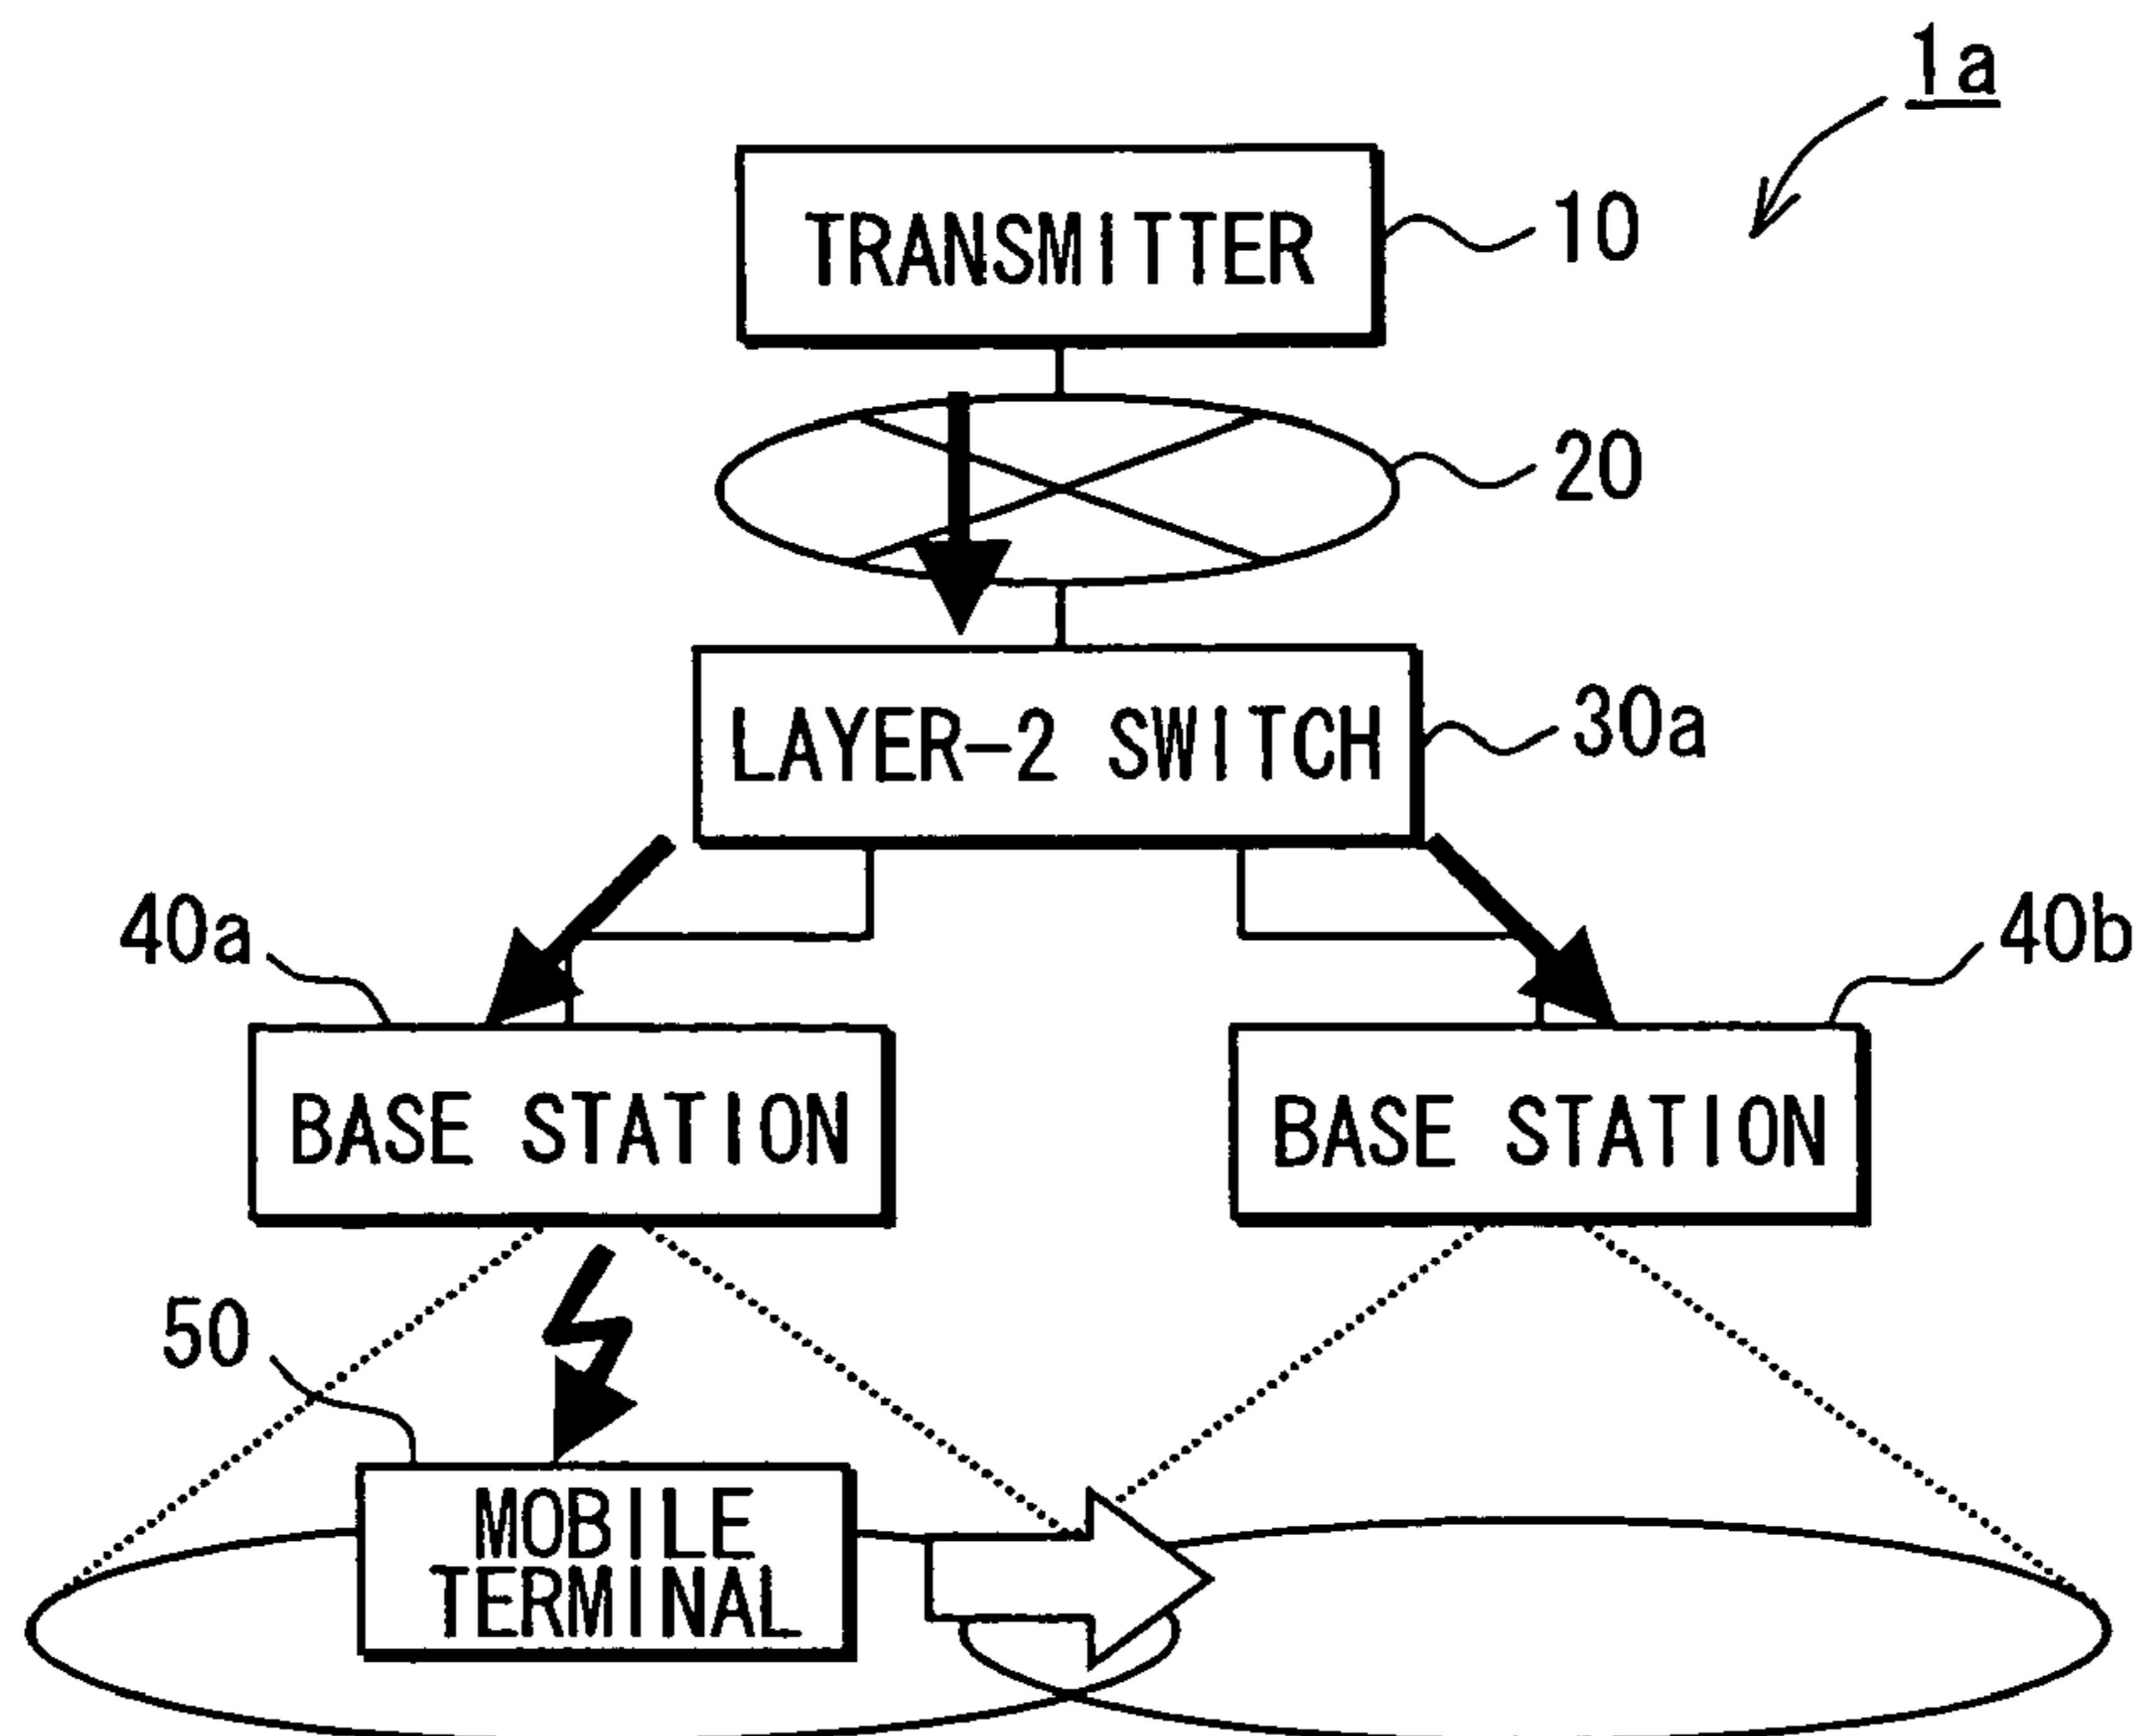 1a
TRANSMITTER
10
20
LAYER-2 SWITCH
30a
40a
40b
BASE STATION
BASE STATION
50
MOBILE
TERMINAL